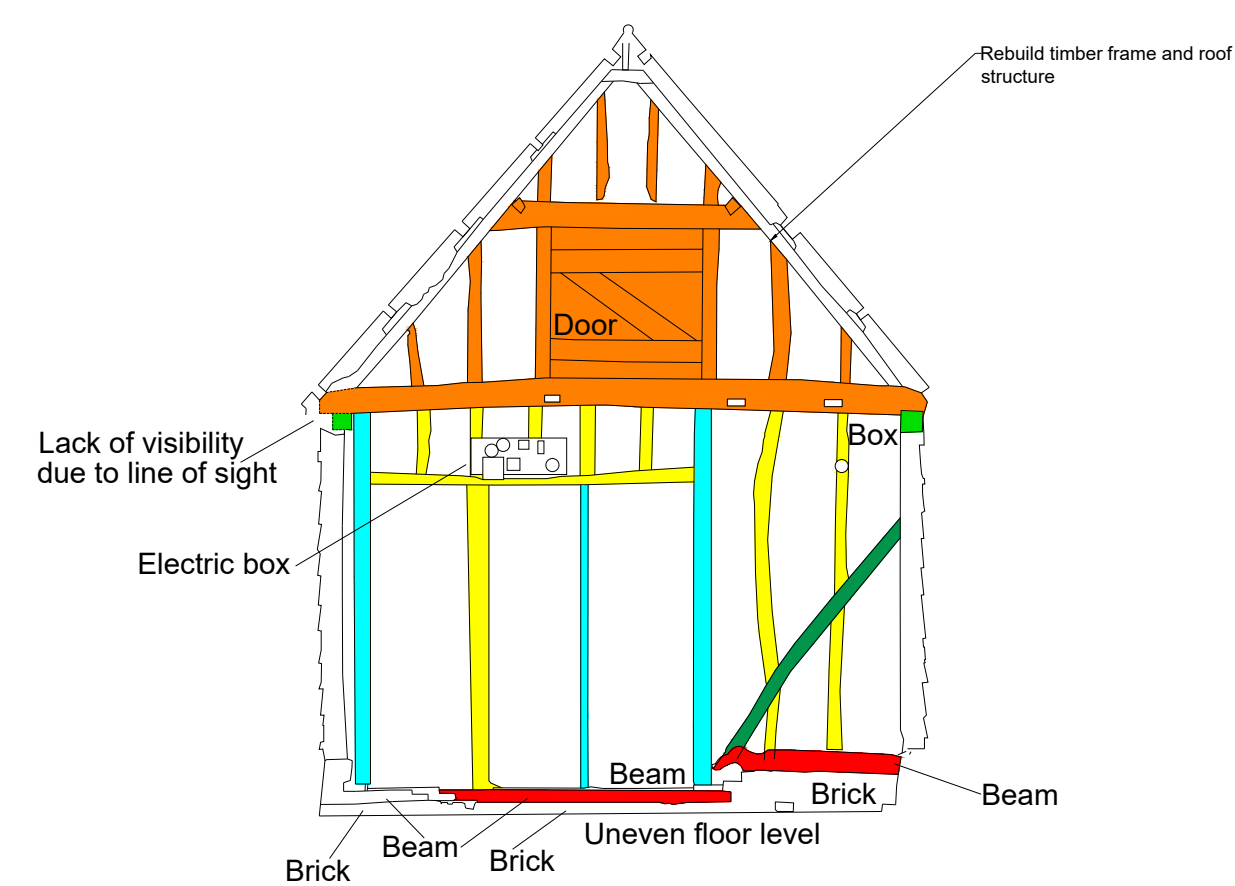 Rebuild timber frame and roof
structure
Door
Lack of visibility
due to line of sight
Box
Electric box
Beam
Brick
Beam
Uneven floor level
Beam
Brick
Brick